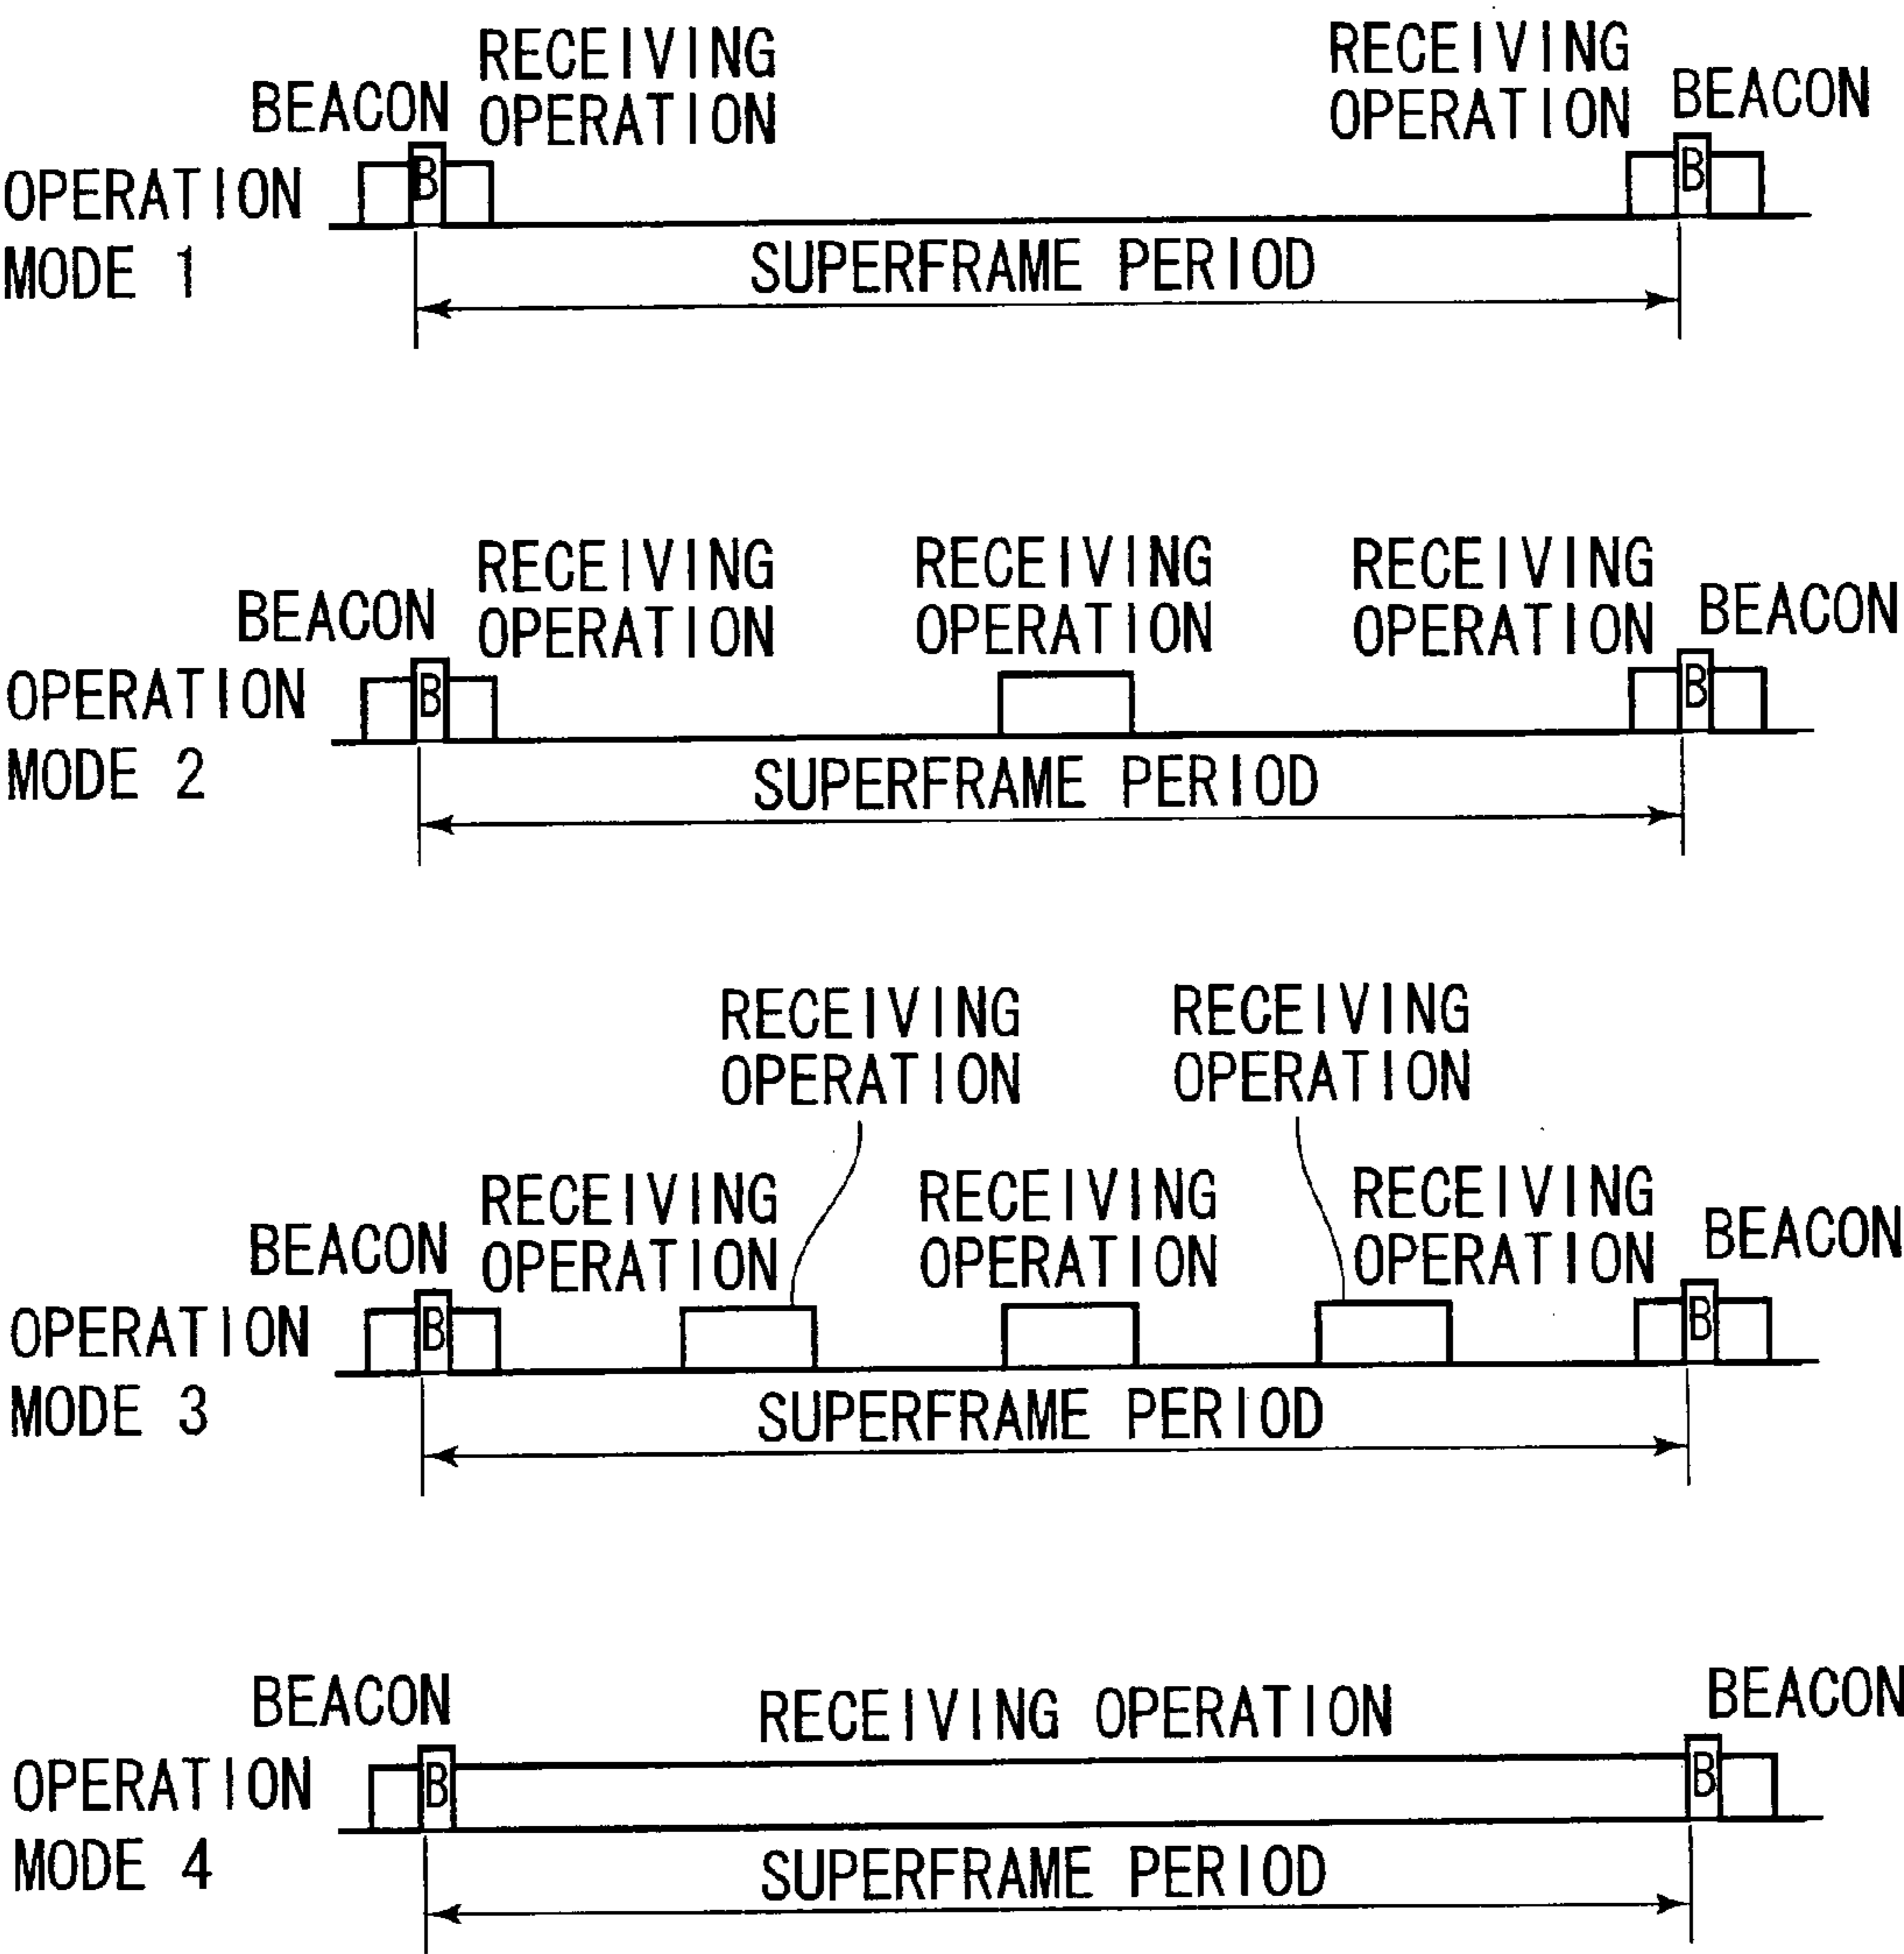 RECEIVING RECEIVING
BEACON OPERATION OPERATION BEACON
OPERATION B B
MODE 1 SUPERFRAME PERIOD
RECEIVING RECEIVING RECEIVING
BEACON OPERATION OPERATION OPERATION BEACON
OPERATION B B
MODE 2 SUPERFRAME PERIOD
RECEIVING RECEIVING
OPERATION OPERATION
RECEIVING RECEIVING RECEIVING
BEACON OPERATION OPERATION OPERATION BEACON
OPERATION B B
MODE 3 SUPERFRAME PERIOD
BEACON RECEIVING OPERATION BEACON
OPERATION B B
MODE 4 SUPERFRAME PERIOD